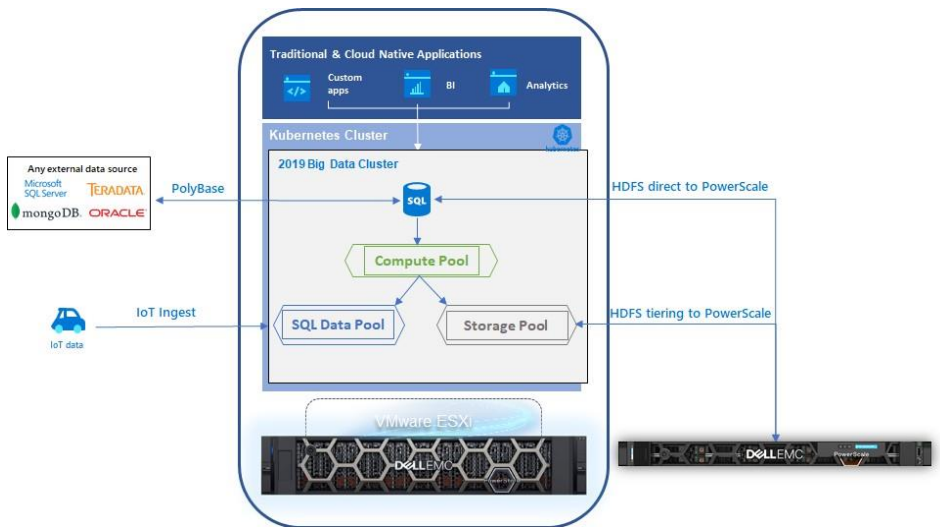 Traditional & Cloud Native Applications
Custom
apps
BI
Analytics
Kubernetes Cluster
kubernetes
2019 Big Data Cluster
Any external data source
Microsoft
SQL Server
TERADATA
mongoDB.
ORACLE
PolyBase
SQL
HDFS direct to PowerScale
Compute Pool
IoT Ingest
SQL Data Pool
Storage Pool
HDFS tiering to PowerScale
IoT data
VMware ESXi
DELLEMC
DELLEMC
PowerScale